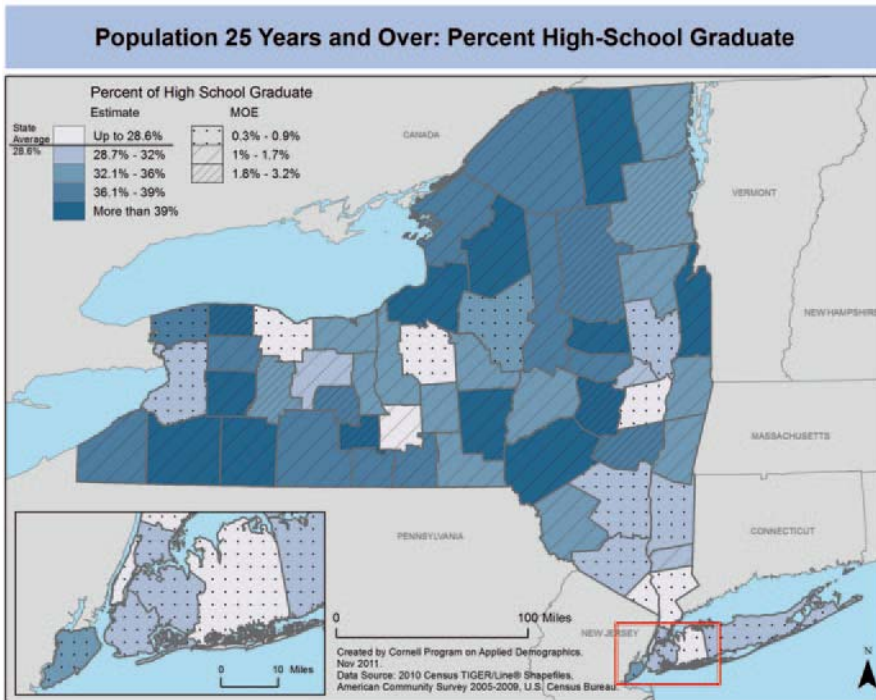 Population 25 Years and Over: Percent High-School Graduate
Percent of High School Graduate
Estimate
MOE
State
Average
28.6%
Up to 28.6%
28.7% - 32%
32.1% - 36%
36.1% - 39%
More than 39%
0.3% - 0.9%
1% - 1.7%
1.8% - 3.2%
CANADA
VERMONT
NEW HAMPSHIRE
MASSACHUSETTS
CONNECTICUT
PENNSYLVANIA
NEW JERSEY
0 100 Miles
0 10 Miles
Created by Cornell Program on Applied Demographics.
Nov 2011.
Data Source: 2010 Census TIGER/Line® Shapefiles,
American Community Survey 2005-2009, U.S. Census Bureau.
N